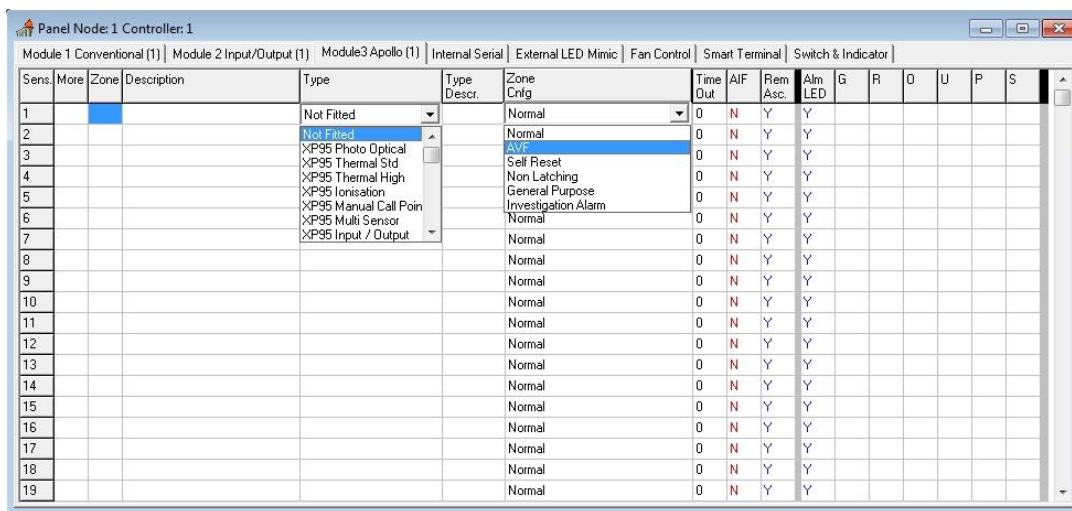 Panel Node: 1 Controller: 1
Module 1 Conventional (1) Module 2 Input/Output (1) Module3 Apollo (1) Internal Serial External LED Mimic Fan Control Smart Terminal Switch & Indicator
Sens. More Zone Description Type Type Descr. Zone Cnfg Time Out AIF Rem Asc. Alm LED G R O U P S
1 Not Fitted Normal 0 N Y Y
2 Not Fitted Normal 0 N Y Y
XP95 Photo Optical AVF
3 XP95 Thermal Std Self Reset 0 N Y Y
4 XP95 Thermal High Non Latching 0 N Y Y
5 XP95 Ionisation General Purpose 0 N Y Y
XP95 Manual Call Poin Investigation Alarm
6 XP95 Multi Sensor Normal 0 N Y Y
7 XP95 Input / Output Normal 0 N Y Y
8 Normal 0 N Y Y
9 Normal 0 N Y Y
10 Normal 0 N Y Y
11 Normal 0 N Y Y
12 Normal 0 N Y Y
13 Normal 0 N Y Y
14 Normal 0 N Y Y
15 Normal 0 N Y Y
16 Normal 0 N Y Y
17 Normal 0 N Y Y
18 Normal 0 N Y Y
19 Normal 0 N Y Y